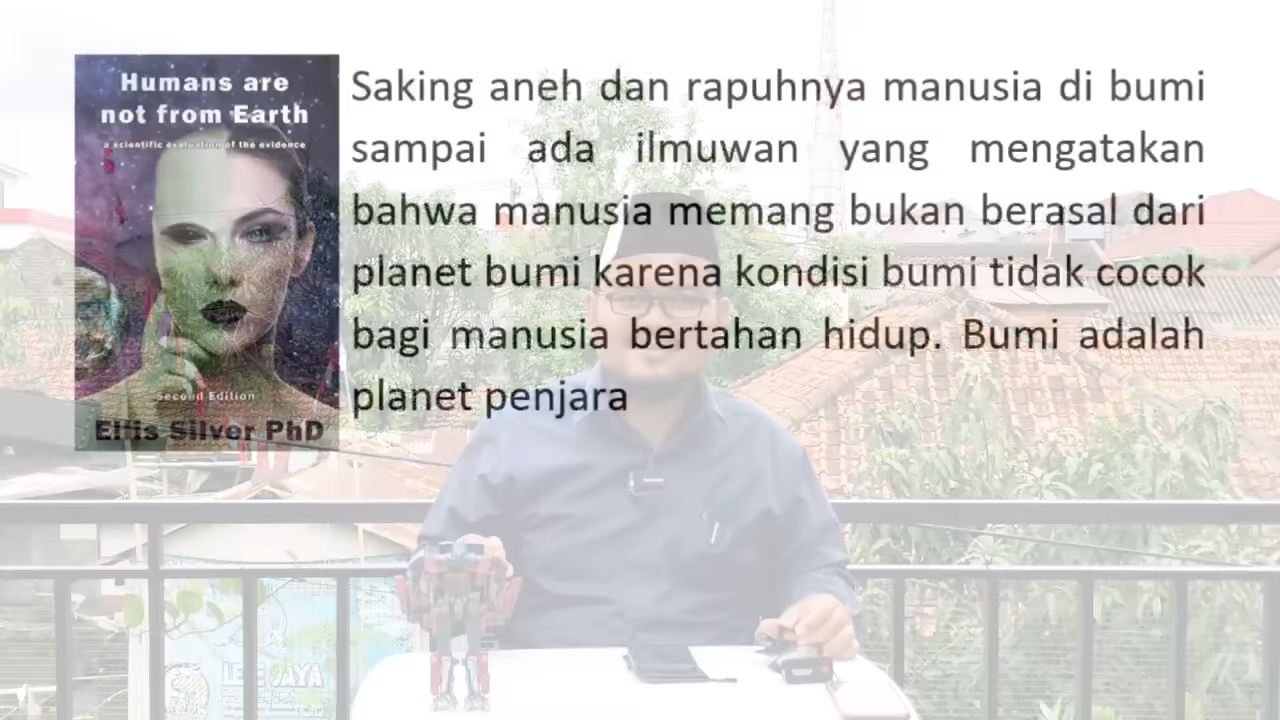 Humans are
not from Earth
a scientific evaluation of the evidence
Second Edition
Ellis Silver PhD
Saking aneh dan rapuhnya manusia di bumi
sampai ada ilmuwan yang mengatakan
bahwa manusia memang bukan berasal dari
planet bumi karena kondisi bumi tidak cocok
bagi manusia bertahan hidup. Bumi adalah
planet penjara